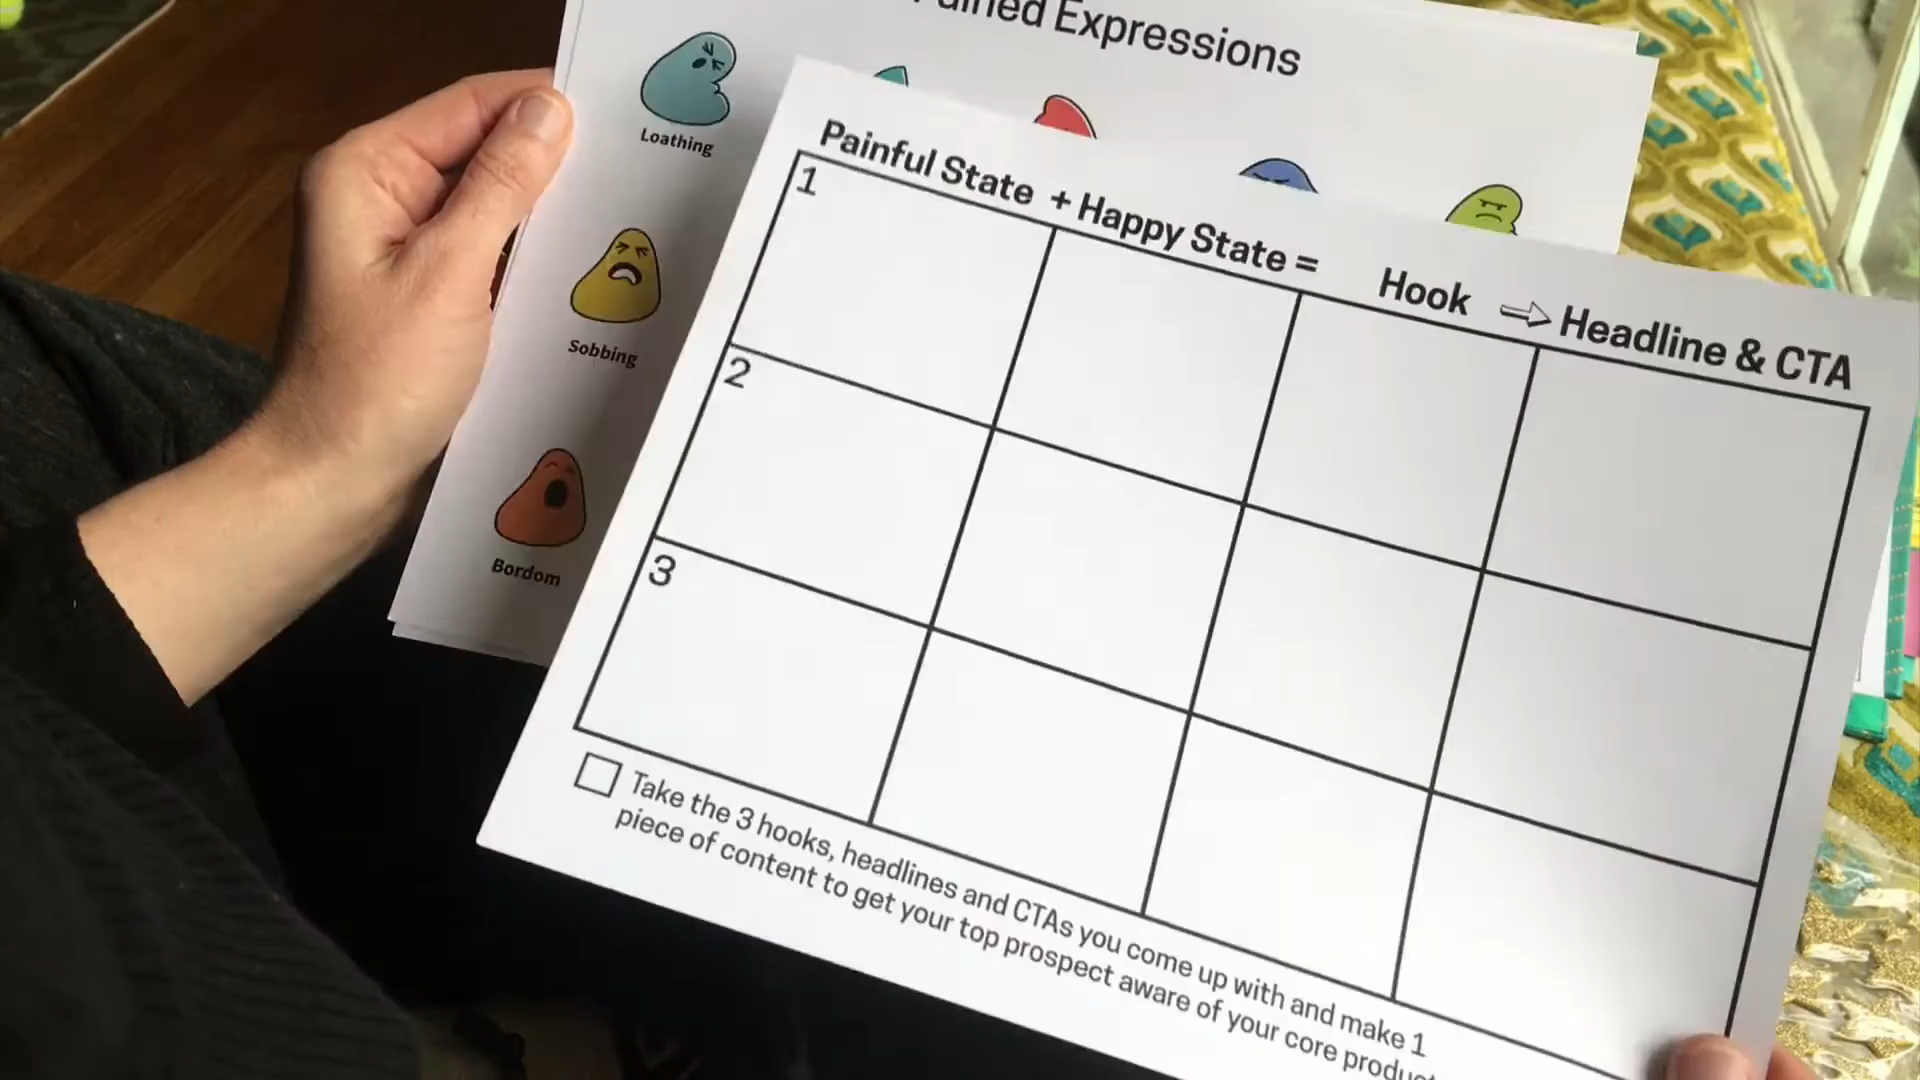 Expressions
Loathing
Sobbing
Bordom
Painful State + Happy State = Hook ⇨ Headline & CTA
1
2
3
Take the 3 hooks, headlines and CTAs you come up with and make 1
piece of content to get your top prospect aware of your core